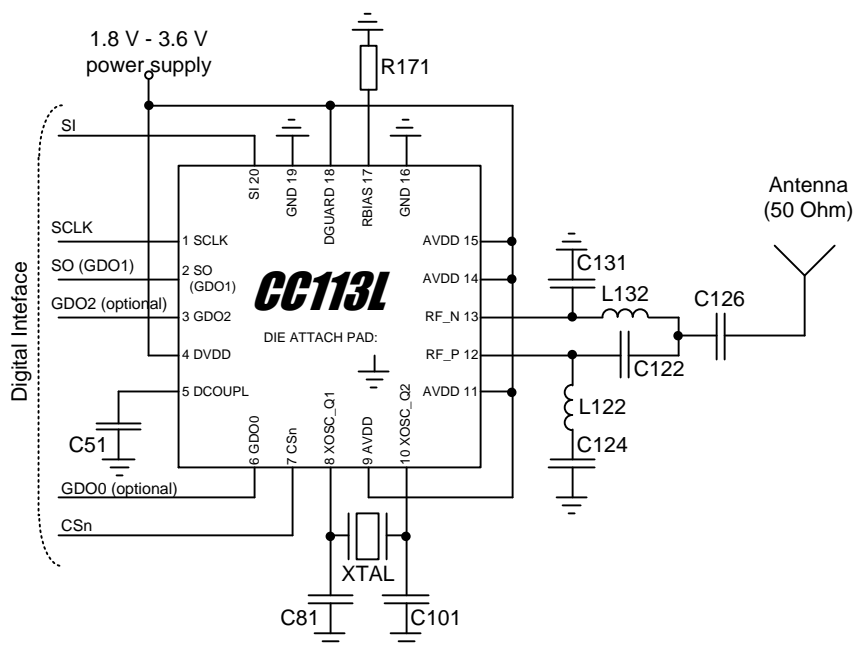 1.8 V - 3.6 V
power supply
R171
SI
SI 20
GND 19
DGUARD 18
RBIAS 17
GND 16
Antenna
(50 Ohm)
SCLK
1 SCLK
AVDD 15
SO (GDO1)
2 SO
(GDO1)
CC113L
AVDD 14
C131
L132
C126
GDO2 (optional)
3 GDO2
RF_N 13
DIE ATTACH PAD:
4 DVDD
RF_P 12
C122
Digital Inteface
5 DCOUPL
AVDD 11
L122
C51
6 GDO0
7 CSn
8 XOSC_Q1
9 AVDD
10 XOSC_Q2
C124
GDO0 (optional)
CSn
XTAL
C81
C101